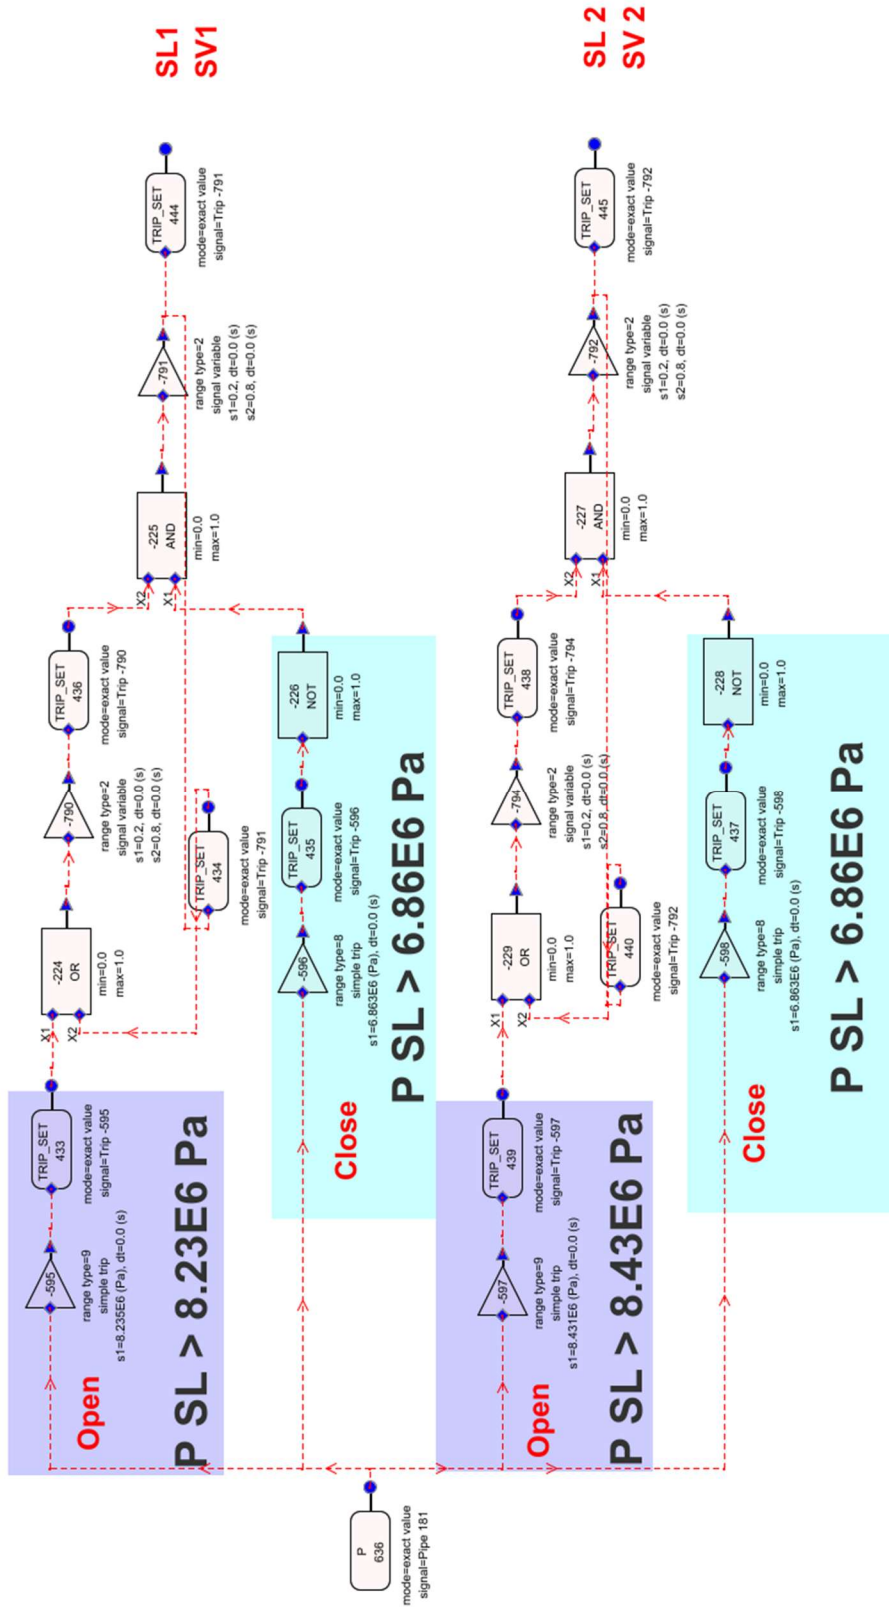 SL1
SV1
TRIP_SET
444
mode=exact value
signal=Trip -791
-791
range type=2
signal variable
s1=0.2, dt=0.0 (s)
s2=0.8, dt=0.0 (s)
-225
AND
min=0.0
max=1.0
X2
X1
TRIP_SET
436
mode=exact value
signal=Trip -790
-790
range type=2
signal variable
s1=0.2, dt=0.0 (s)
s2=0.8, dt=0.0 (s)
TRIP_SET
434
mode=exact value
signal=Trip -791
-224
OR
min=0.0
max=1.0
X1
X2
TRIP_SET
433
mode=exact value
signal=Trip -595
-595
range type=9
simple trip
s1=8.235E6 (Pa), dt=0.0 (s)
Open
P SL > 8.23E6 Pa
-226
NOT
min=0.0
max=1.0
TRIP_SET
435
mode=exact value
signal=Trip -596
-596
range type=8
simple trip
s1=6.863E6 (Pa), dt=0.0 (s)
Close
P SL > 6.86E6 Pa
P
636
mode=exact value
signal=Pipe 181
SL 2
SV 2
TRIP_SET
445
mode=exact value
signal=Trip -792
-792
range type=2
signal variable
s1=0.2, dt=0.0 (s)
s2=0.8, dt=0.0 (s)
-227
AND
min=0.0
max=1.0
X2
X1
TRIP_SET
438
mode=exact value
signal=Trip -794
-794
range type=2
signal variable
s1=0.2, dt=0.0 (s)
s2=0.8, dt=0.0 (s)
TRIP_SET
440
mode=exact value
signal=Trip -792
-229
OR
min=0.0
max=1.0
X1
X2
TRIP_SET
439
mode=exact value
signal=Trip -597
-597
range type=9
simple trip
s1=8.431E6 (Pa), dt=0.0 (s)
Open
P SL > 8.43E6 Pa
-228
NOT
min=0.0
max=1.0
TRIP_SET
437
mode=exact value
signal=Trip -598
-598
range type=8
simple trip
s1=6.863E6 (Pa), dt=0.0 (s)
Close
P SL > 6.86E6 Pa